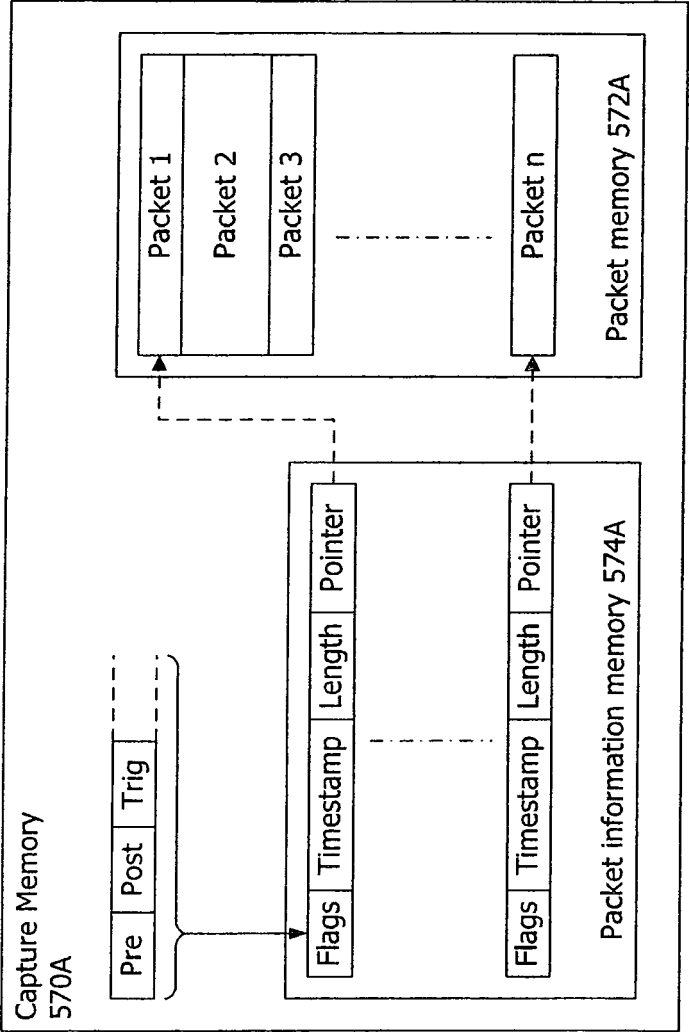 Capture Memory
570A
Pre Post Trig
Flags Timestamp Length Pointer
Flags Timestamp Length Pointer
Packet information memory 574A
Packet 1
Packet 2
Packet 3
Packet n
Packet memory 572A